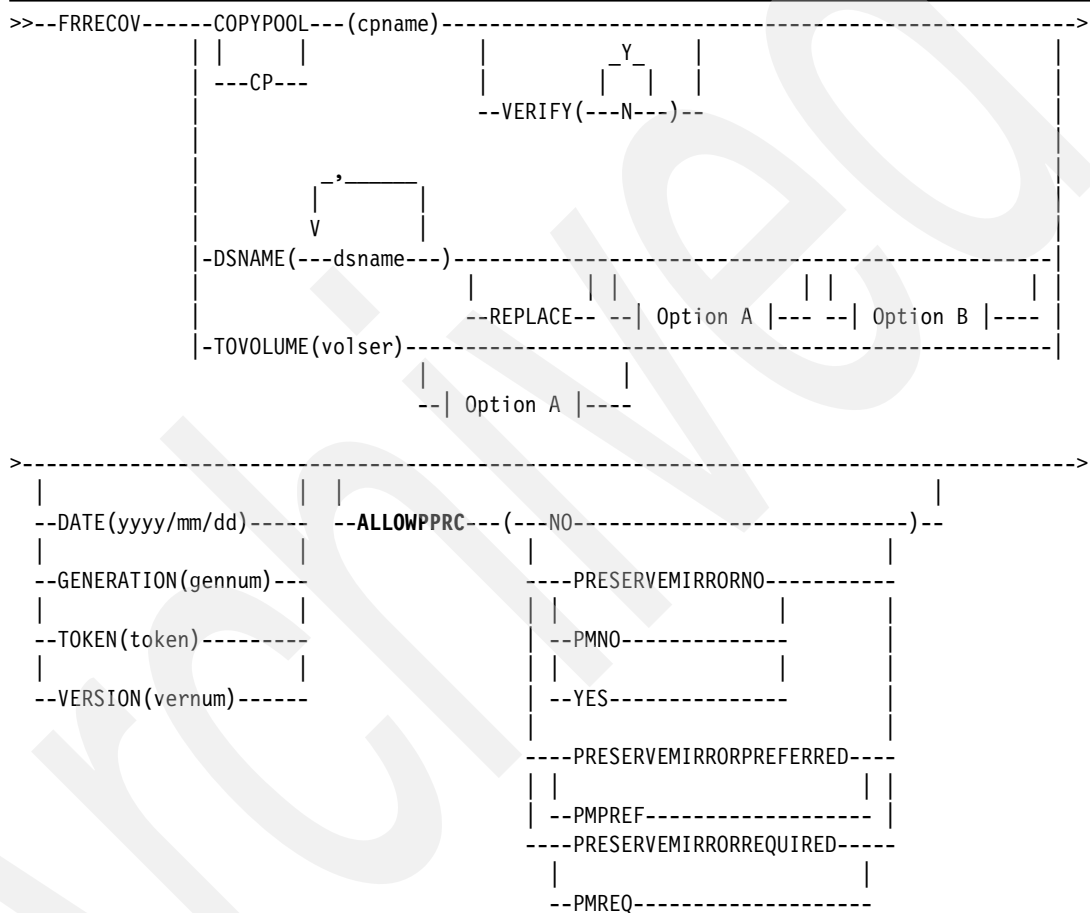 >>--FRRECOV------COPYPOOL---(cpname)----------------------------------------------------->
                | |      |              |       _Y_    |                             |
                | ---CP---              |      |   |   |                             |
                |                       --VERIFY(---N---)--                          |
                |                                                                    |
                |         _,______                                                   |
                |         |        |                                                 |
                |         V        |                                                 |
                |-DSNAME(---dsname---)--------------------------------------------------|
                |                      |         | |                | |                | |
                |                      --REPLACE-- --| Option A |--- --| Option B |---- |
                |-TOVOLUME(volser)------------------------------------------------------|
                                   |                |
                                   --| Option A |----
>---------------------------------------------------------------------------------------->
  |                      | |                                                 |
  --DATE(yyyy/mm/dd)-----  --ALLOWPPRC---(---NO----------------------------)--
  |                      |                 |                              |
  --GENERATION(gennum)---                  ----PRESERVEMIRRORNO-----------
  |                      |                 | |                   |        |
  --TOKEN(token)---------                  | --PMNO--------------         |
  |                      |                 | |                   |        |
  --VERSION(vernum)------                  | --YES---------------         |
                                           |                              |
                                           ----PRESERVEMIRRORPREFERRED----
                                           | |                          | |
                                           | --PMPREF------------------- |
                                           ----PRESERVEMIRRORREQUIRED-----
                                             |                          |
                                             --PMREQ--------------------
Archived